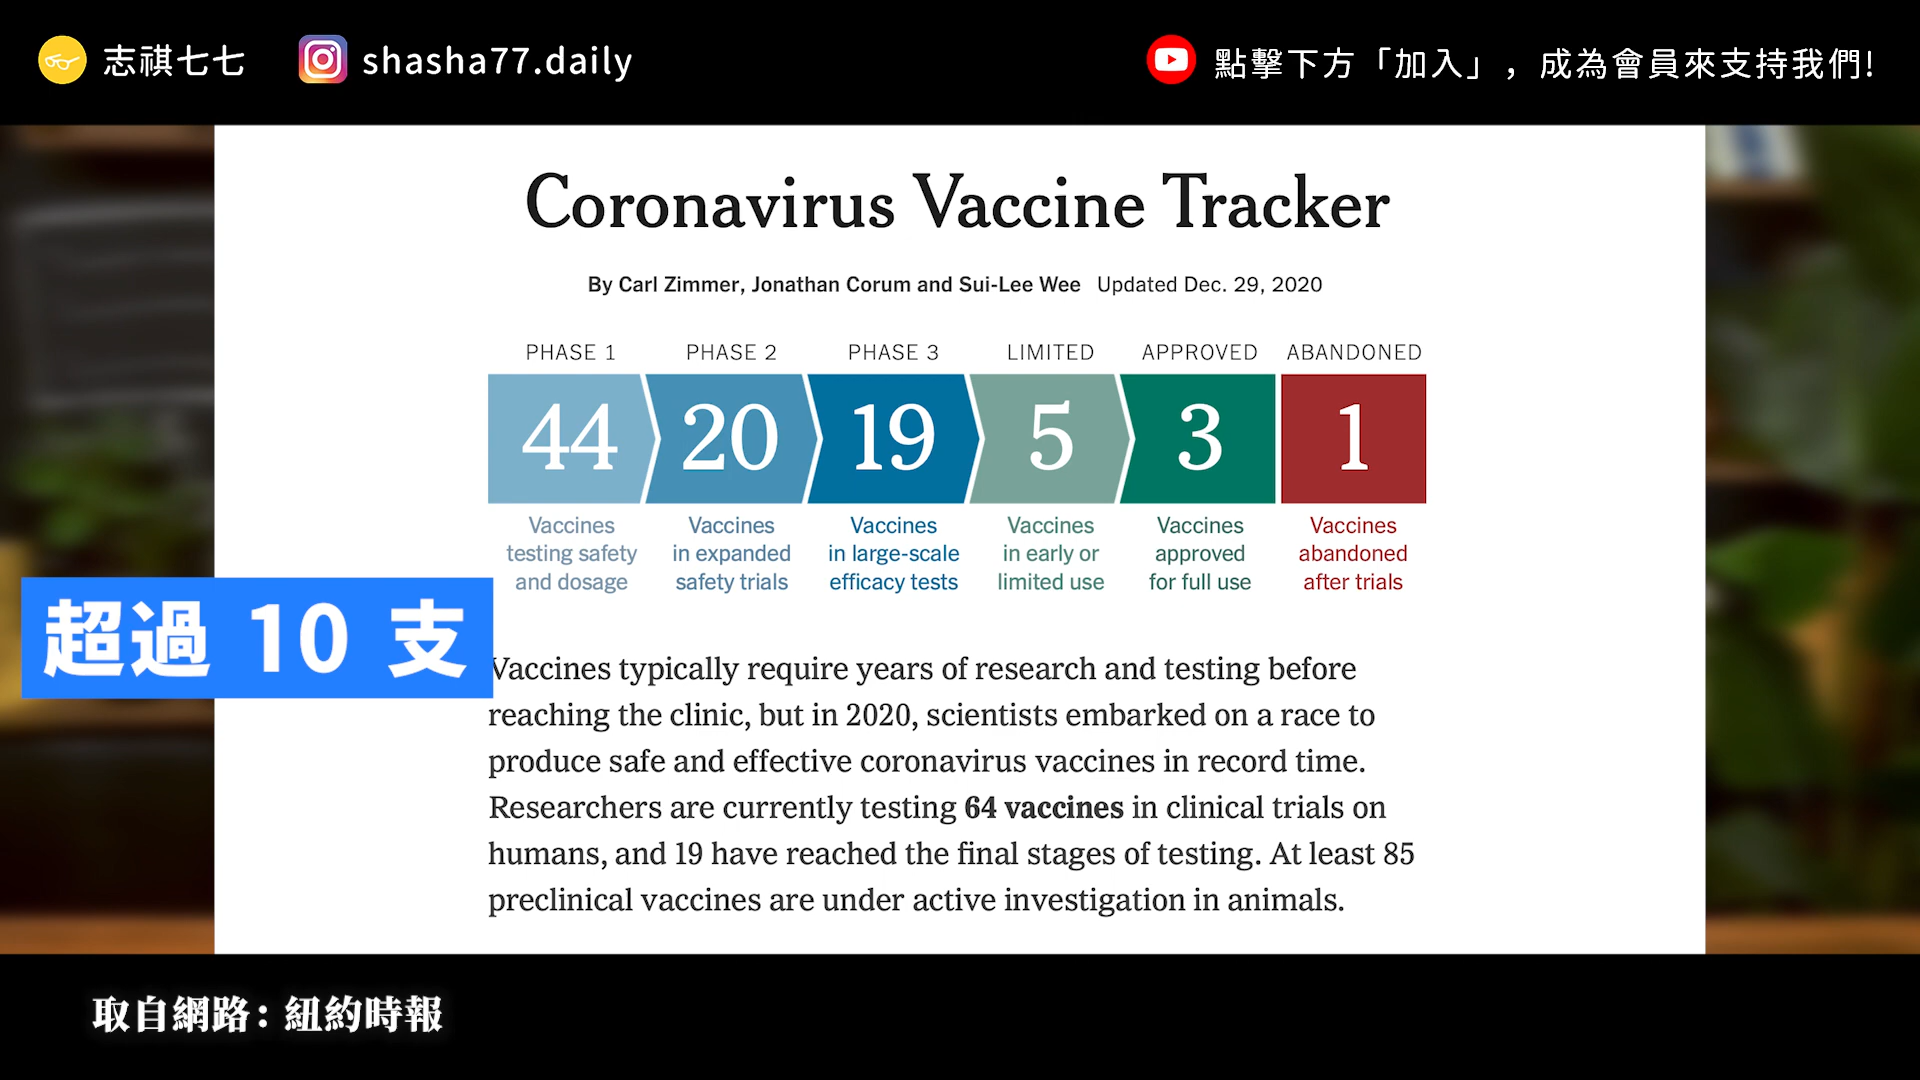 志祺七七
shasha77.daily
點擊下方「加入」，成為會員來支持我們!
Coronavirus Vaccine Tracker
By Carl Zimmer, Jonathan Corum and Sui-Lee Wee Updated Dec. 29, 2020
PHASE 1 PHASE 2 PHASE 3 LIMITED APPROVED ABANDONED
44 20 19 5 3 1
Vaccines testing safety and dosage
Vaccines in expanded safety trials
Vaccines in large-scale efficacy tests
Vaccines in early or limited use
Vaccines approved for full use
Vaccines abandoned after trials
超過 10 支
Vaccines typically require years of research and testing before
reaching the clinic, but in 2020, scientists embarked on a race to
produce safe and effective coronavirus vaccines in record time.
Researchers are currently testing 64 vaccines in clinical trials on
humans, and 19 have reached the final stages of testing. At least 85
preclinical vaccines are under active investigation in animals.
取自網路：紐約時報